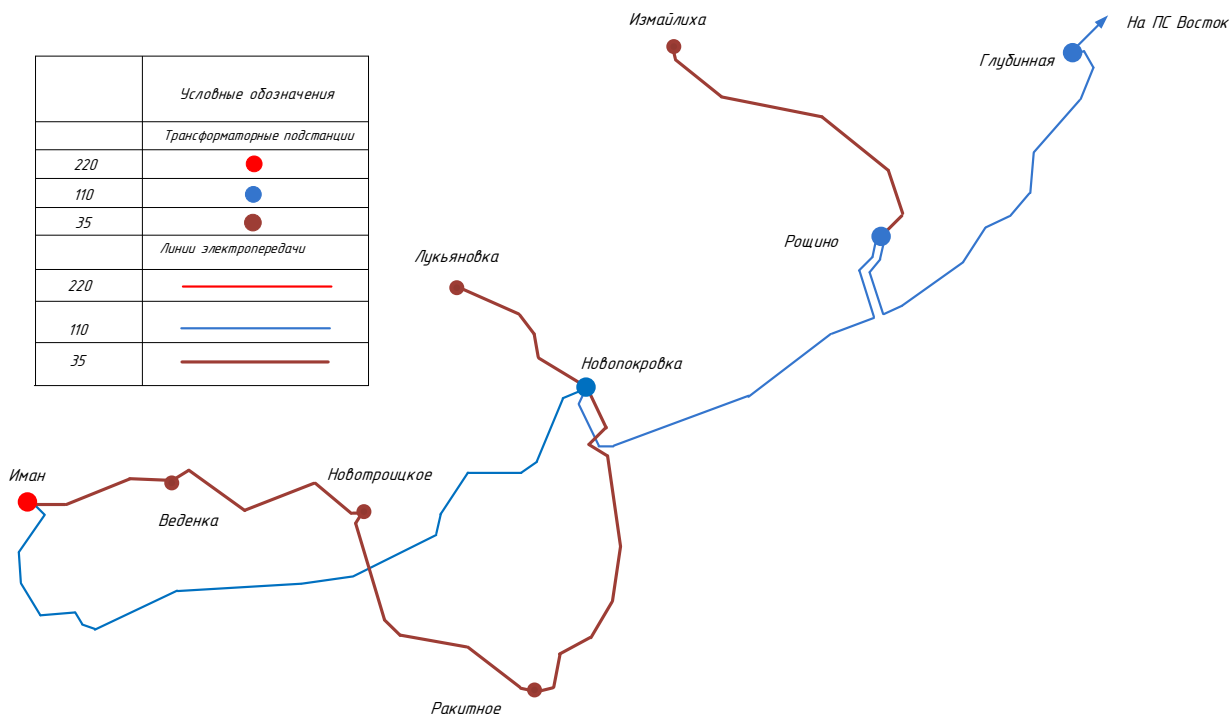 На ПС Восток
Измайлиха
Глубинная
Условные обозначения
Трансформаторные подстанции
220
110
35
Линии электропередачи
220
110
35
Рощино
Лукьяновка
Новопокровка
Иман
Новотроицкое
Веденка
Ракитное